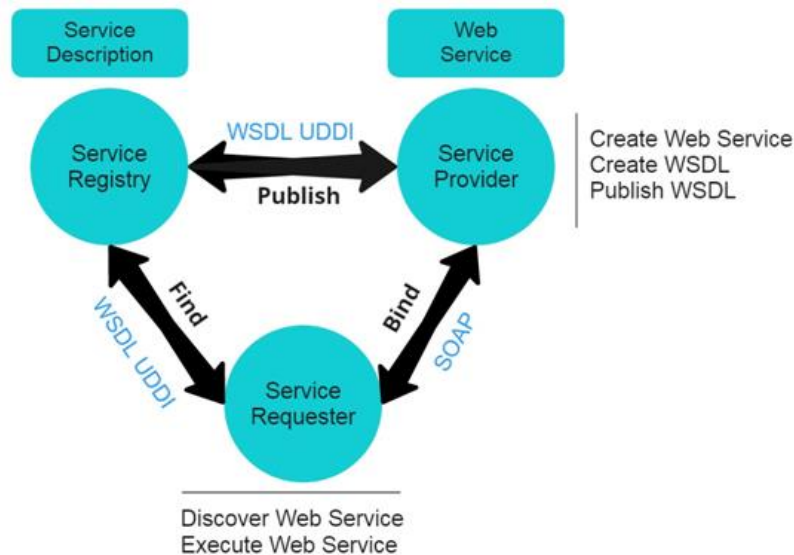 Service
Description
Web
Service
Service
Registry
WSDL UDDI
Publish
Service
Provider
Create Web Service
Create WSDL
Publish WSDL
Find
WSDL UDDI
Bind
SOAP
Service
Requester
Discover Web Service
Execute Web Service